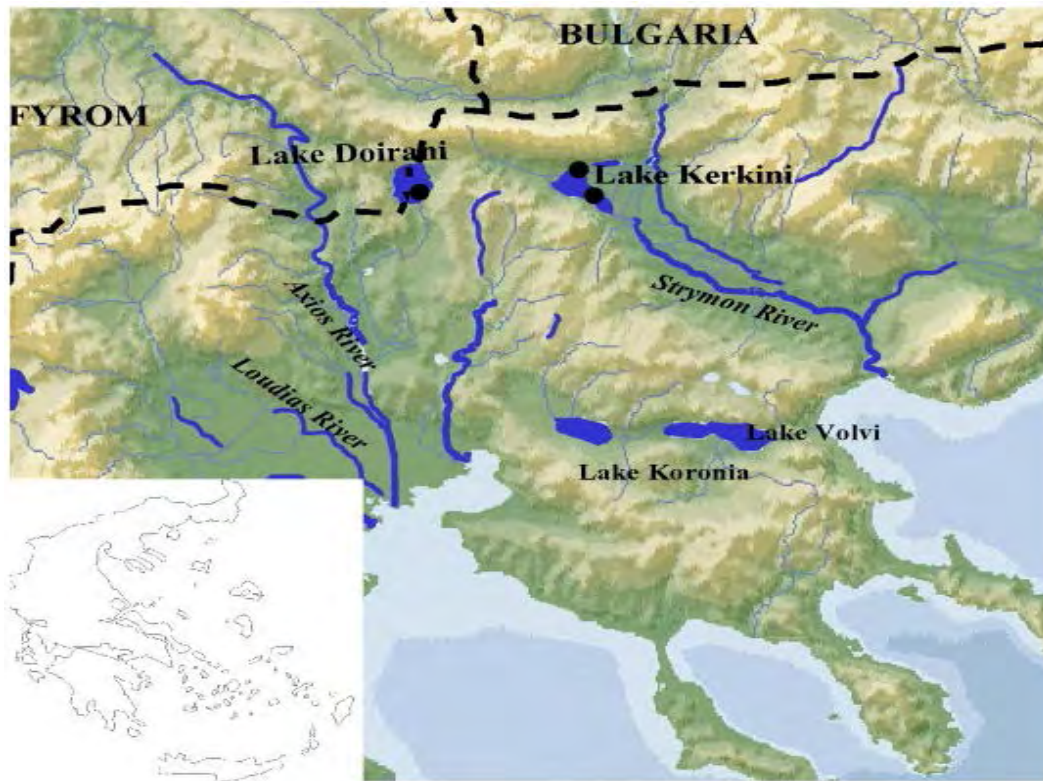 BULGARIA
FYROM
Lake Doirani
Lake Kerkini
Axios River
Strymon River
Loudias River
Lake Volvi
Lake Koronia